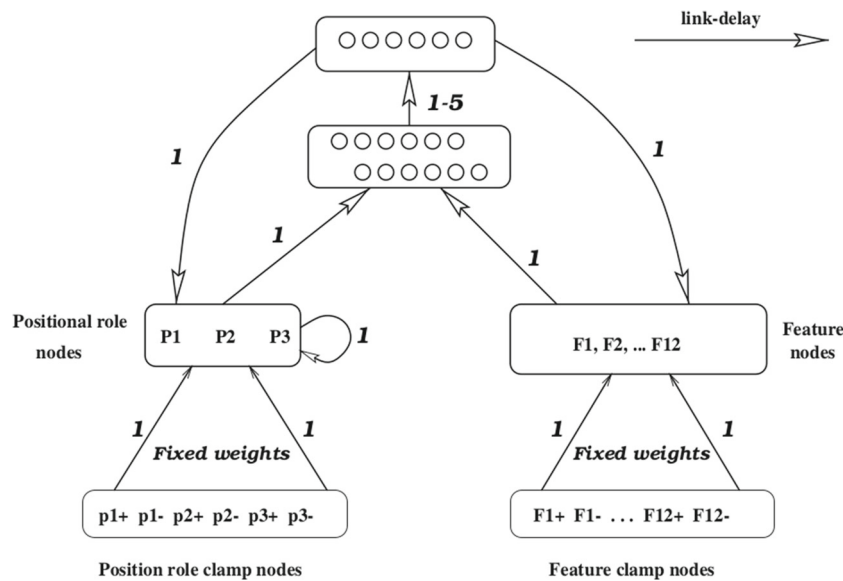 link-delay
1-5
1
1
1
1
Positional role
nodes
P1 P2 P3
1
F1, F2, ... F12
Feature
nodes
1
1
Fixed weights
1
1
Fixed weights
p1+ p1- p2+ p2- p3+ p3-
F1+ F1- . . . F12+ F12-
Position role clamp nodes
Feature clamp nodes